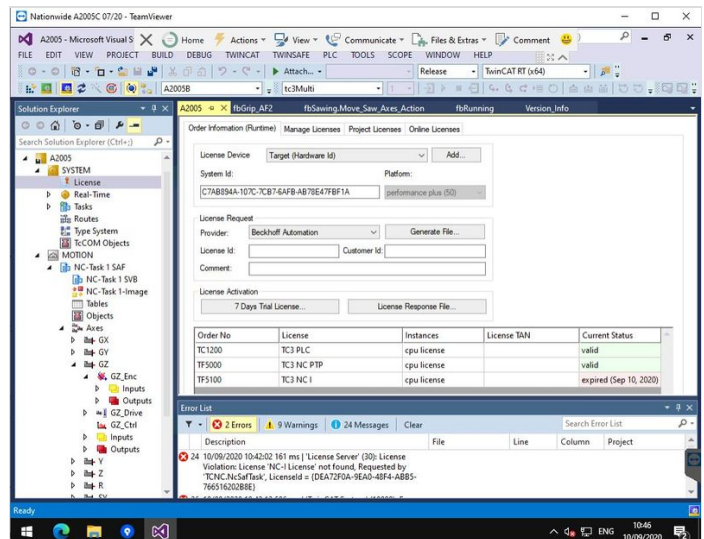 Nationwide A2005C 07/20 - TeamViewer
A2005 - Microsoft Visual S
Home Actions View Communicate Files & Extras Comment
FILE EDIT VIEW PROJECT BUILD DEBUG TWINCAT TWINSAFE PLC TOOLS SCOPE WINDOW HELP
Attach... Release TwinCAT RT (x64)
A2005B tc3Multi
Solution Explorer
A2005 fbGrip_AF2 fbSawing.Move_Saw_Axes_Action fbRunning Version_Info
Order Information (Runtime) Manage Licenses Project Licenses Online Licenses
Search Solution Explorer (Ctrl+;)
A2005
SYSTEM
License
Real-Time
Tasks
Routes
Type System
TcCOM Objects
MOTION
NC-Task 1 SAF
NC-Task 1 SVB
NC-Task 1-Image
Tables
Objects
Axes
GX
GY
GZ
GZ_Enc
Inputs
Outputs
GZ_Drive
GZ_Ctrl
Inputs
Outputs
Y
Z
R
SV
License Device Target (Hardware Id) Add...
System Id: Platform:
C7AB894A-107C-7CB7-6AFB-AB78E47FBF1A performance plus (50)
License Request
Provider: Beckhoff Automation Generate File...
License Id: Customer Id:
Comment:
License Activation
7 Days Trial License... License Response File...
Order No License Instances License TAN Current Status
TC1200 TC3 PLC cpu license valid
TF5000 TC3 NC PTP cpu license valid
TF5100 TC3 NC I cpu license expired (Sep 10, 2020)
Error List
2 Errors 9 Warnings 24 Messages Clear Search Error List
Description File Line Column Project
24 10/09/2020 10:42:02 161 ms | 'License Server' (30): License
Violation: License 'NC-I License' not found, Requested by
'TCNC.NcSafTask', LicenseId = {DEA72F0A-9EA0-48F4-ABB5-
766516202B8E}
Ready
ENG 10:46
10/09/2020